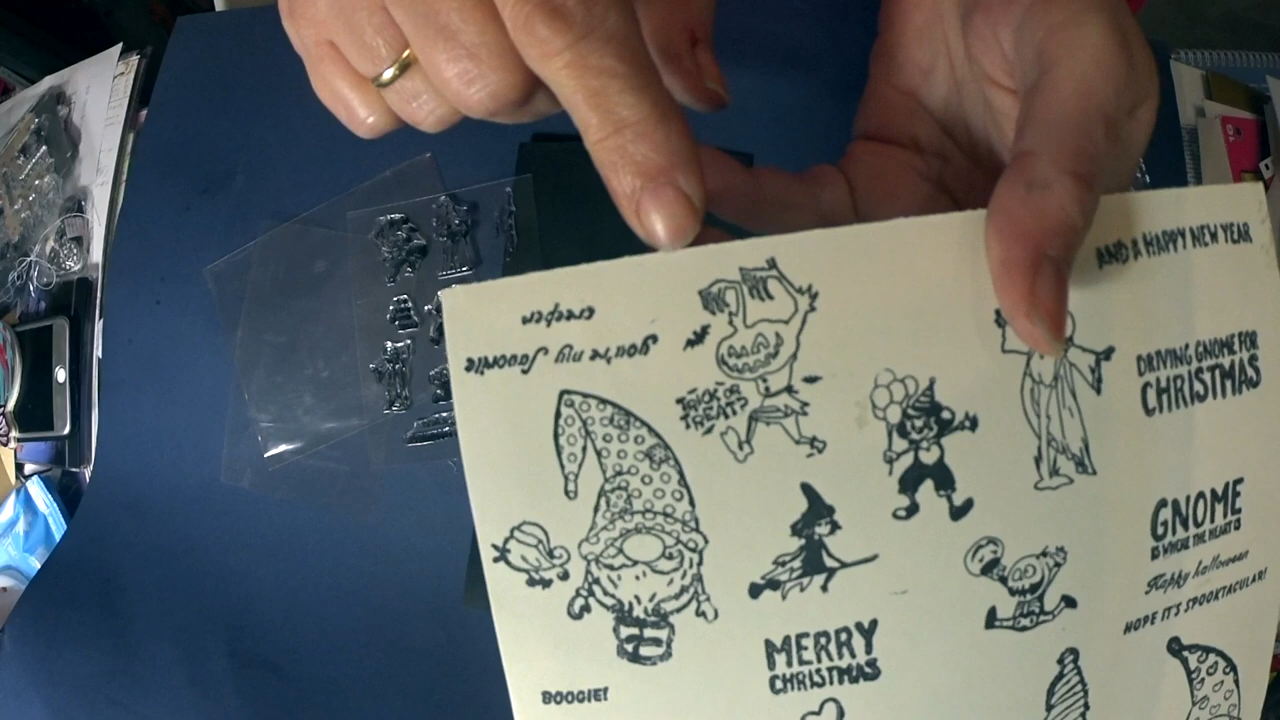 AND A HAPPY NEW YEAR
creeper
you're my favorite
TRICK OR
TREAT?
DRIVING GNOME FOR
CHRISTMAS
GNOME
IS WHERE THE HEART IS
Happy halloween
HOPE IT'S SPOOKTACULAR!
MERRY
CHRISTMAS
BOOGIE!